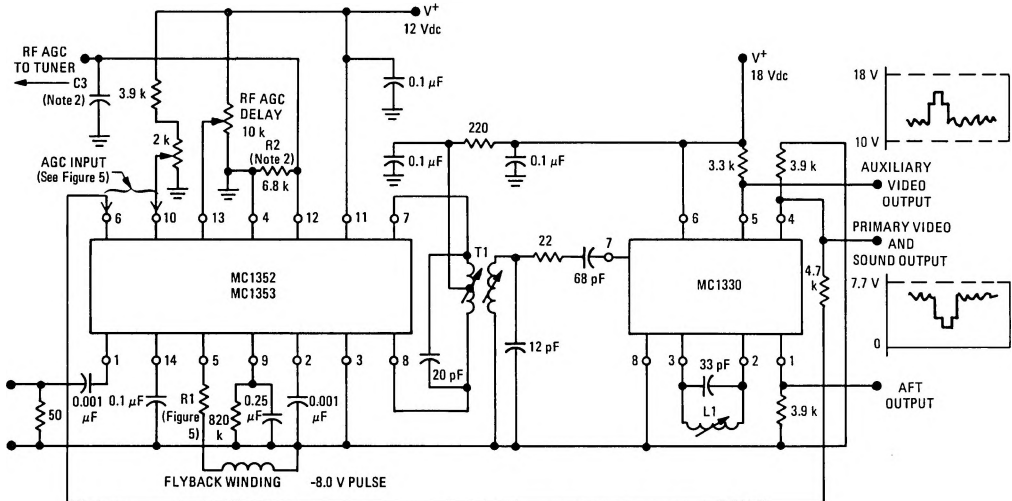 V+
12 Vdc
RF AGC
TO TUNER
C3
(Note 2)
3.9 k
RF AGC
DELAY
10 k
2 k
R2
(Note 2)
6.8 k
0.1 µF
AGC INPUT
(See Figure 5)
0.1 µF
220
0.1 µF
V+
18 Vdc
3.3 k
3.9 k
18 V
10 V
AUXILIARY
VIDEO
OUTPUT
6
10
13
4
12
11
7
MC1352
MC1353
1
14
5
9
2
3
8
T1
20 pF
12 pF
22
68 pF
7
6
5
4
MC1330
8
3
2
1
33 pF
L1
3.9 k
4.7
k
PRIMARY VIDEO
AND
SOUND OUTPUT
7.7 V
0
AFT
OUTPUT
50
0.001
µF
0.1 µF
R1
(Figure
5)
820
k
0.25
µF
0.001
µF
FLYBACK WINDING
-8.0 V PULSE